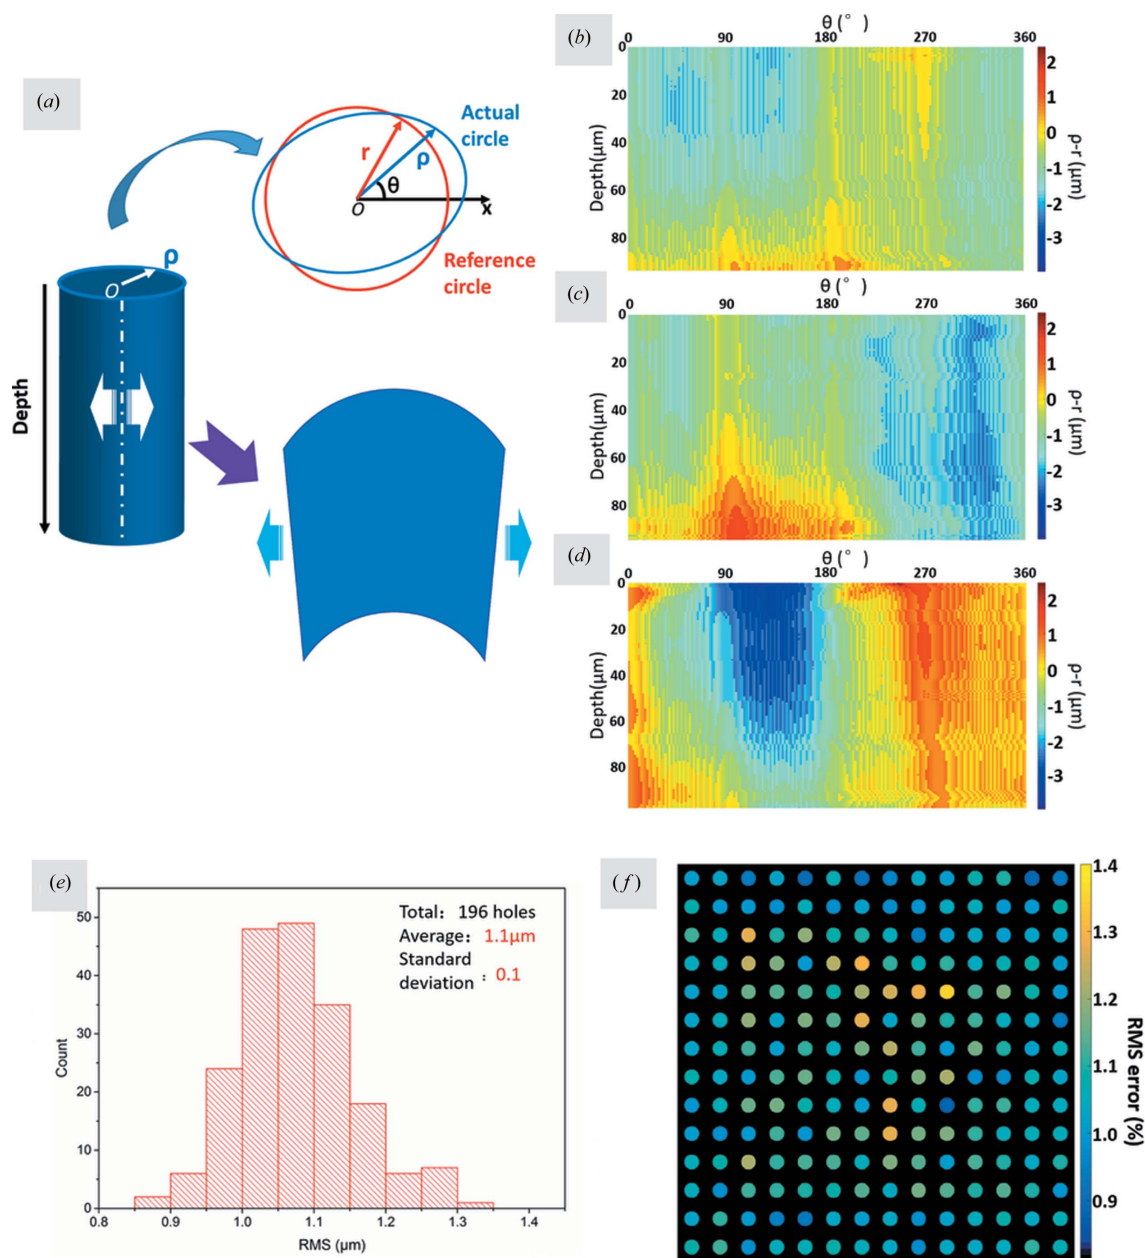 (a)
Actual
circle
r
ρ
θ
O
x
Reference
circle
ρ
O
Depth
(b)
θ (°)
0 90 180 270 360
0
20
40
60
80
Depth(μm)
2
1
0
-1
-2
-3
ρ-r (μm)
(c)
θ (°)
0 90 180 270 360
0
20
40
60
80
Depth(μm)
2
1
0
-1
-2
-3
ρ-r (μm)
(d)
θ (°)
0 90 180 270 360
0
20
40
60
80
Depth(μm)
2
1
0
-1
-2
-3
ρ-r (μm)
(e)
50
40
30
20
10
0
Count
Total: 196 holes
Average: 1.1μm
Standard
deviation : 0.1
0.8 0.9 1.0 1.1 1.2 1.3 1.4
RMS (μm)
(f)
1.4
1.3
1.2
1.1
1.0
0.9
RMS error (%)